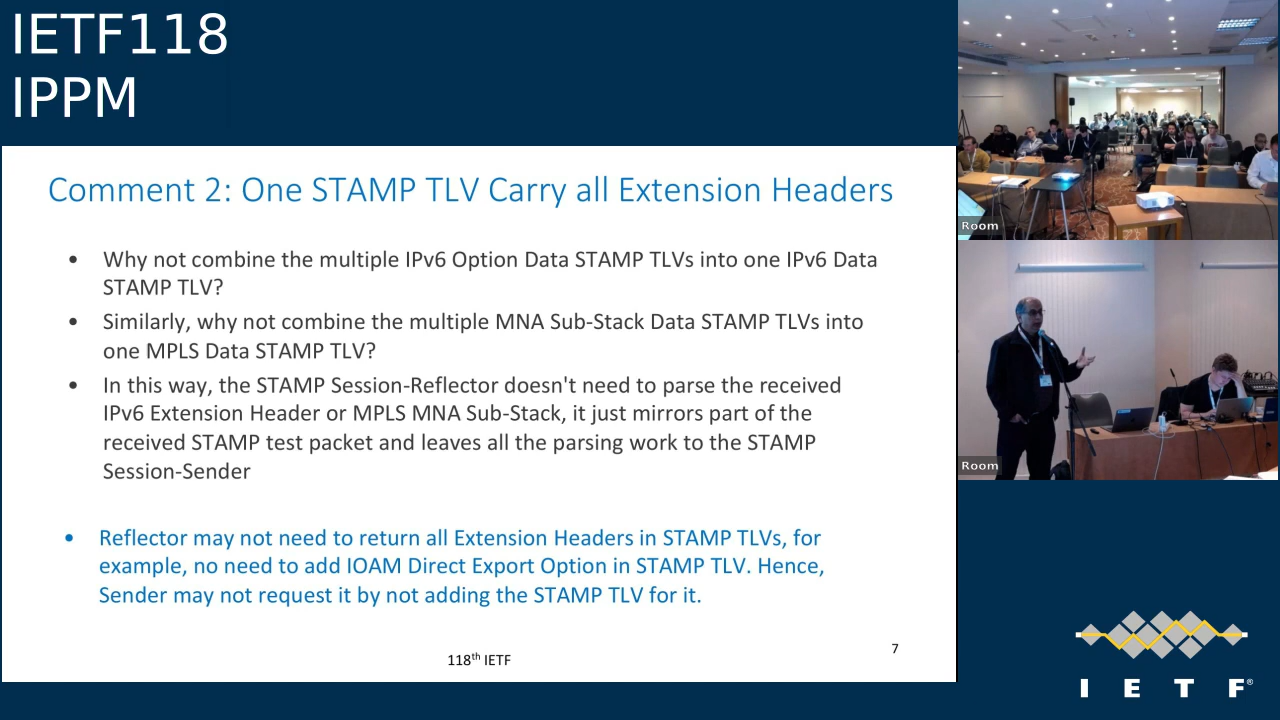 IETF118
IPPM
Comment 2: One STAMP TLV Carry all Extension Headers
• Why not combine the multiple IPv6 Option Data STAMP TLVs into one IPv6 Data
STAMP TLV?
• Similarly, why not combine the multiple MNA Sub-Stack Data STAMP TLVs into
one MPLS Data STAMP TLV?
• In this way, the STAMP Session-Reflector doesn't need to parse the received
IPv6 Extension Header or MPLS MNA Sub-Stack, it just mirrors part of the
received STAMP test packet and leaves all the parsing work to the STAMP
Session-Sender
• Reflector may not need to return all Extension Headers in STAMP TLVs, for
example, no need to add IOAM Direct Export Option in STAMP TLV. Hence,
Sender may not request it by not adding the STAMP TLV for it.
118th IETF
7
Room
Room
I E T F®